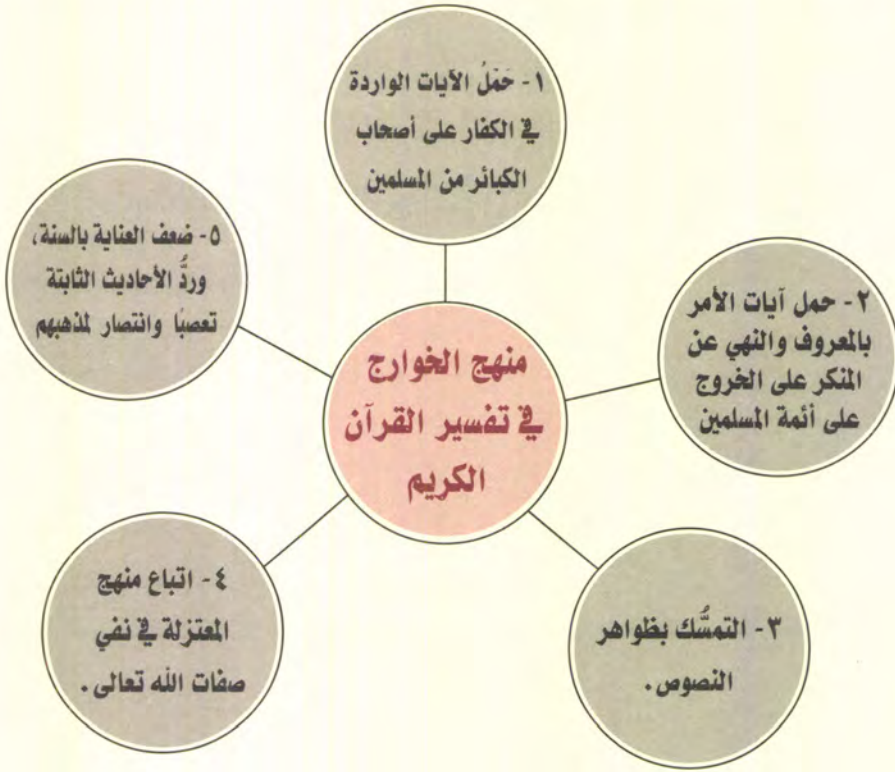 منهج الخوارج
في تفسير القرآن
الكريم
١- حَمَلُ الآيات الواردة
في الكفار على أصحاب
الكبائر من المسلمين
٢- حمل آيات الأمر
بالمعروف والنهي عن
المنكر على الخروج
على أئمة المسلمين
٣- التمسُّك بظواهر
النصوص.
٤- اتباع منهج
المعتزلة في نفي
صفات الله تعالى.
٥- ضعف العناية بالسنة،
وردُّ الأحاديث الثابتة
تعصبًا وانتصار لمذهبهم